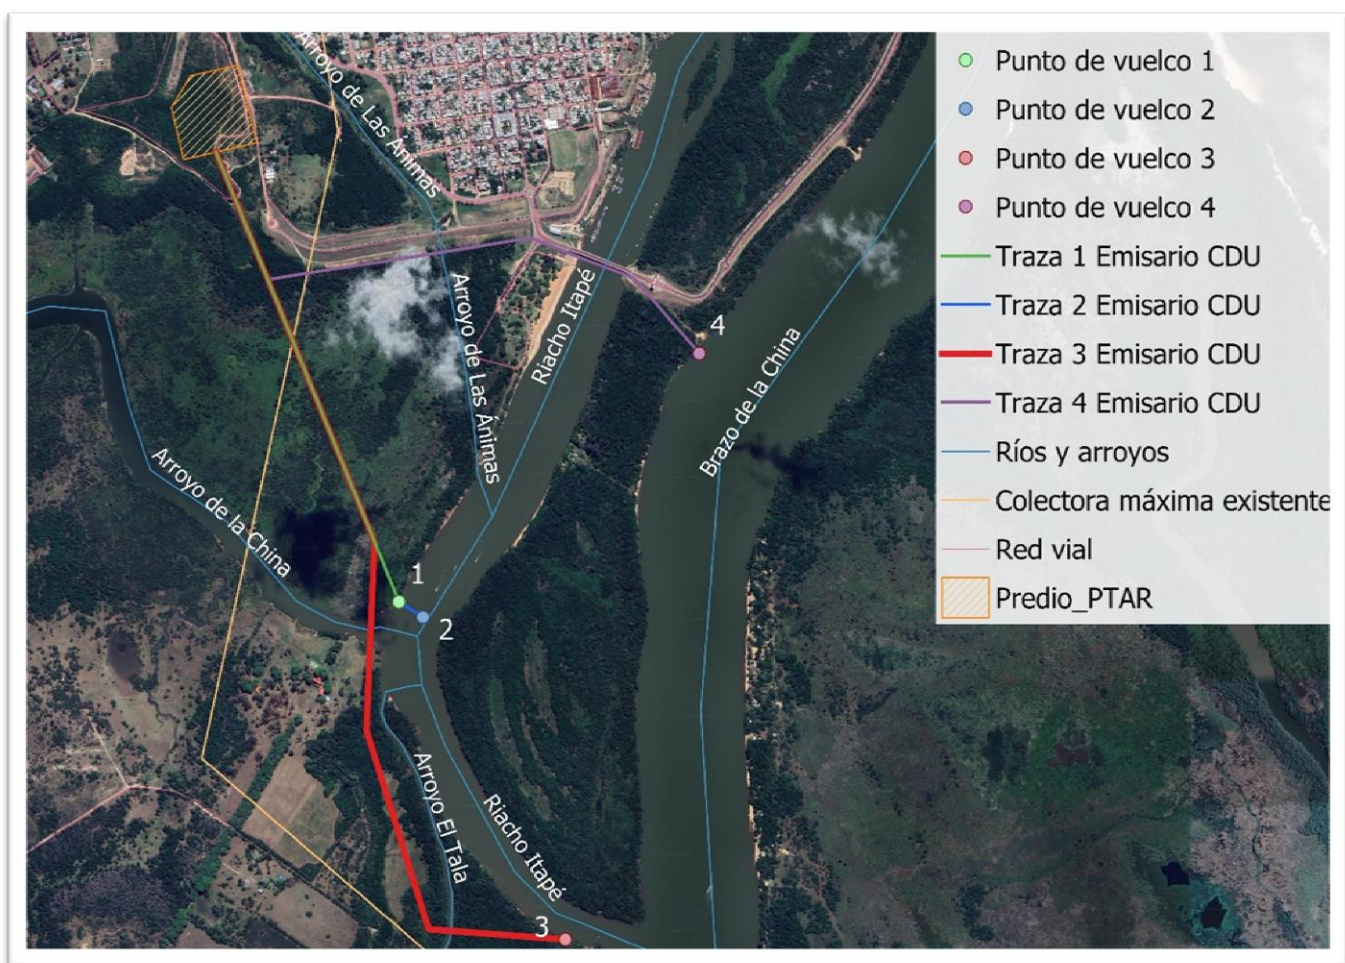 Punto de vuelco 1
Punto de vuelco 2
Punto de vuelco 3
Punto de vuelco 4
Traza 1 Emisario CDU
Traza 2 Emisario CDU
Traza 3 Emisario CDU
Traza 4 Emisario CDU
Ríos y arroyos
Colectora máxima existente
Red vial
Predio_PTAR
Arroyo de Las Ánimas
Arroyo de Las Ánimas
Riacho Itapé
4
Brazo de la China
Arroyo de la China
1
2
Arroyo El Tala
Riacho Itapé
3